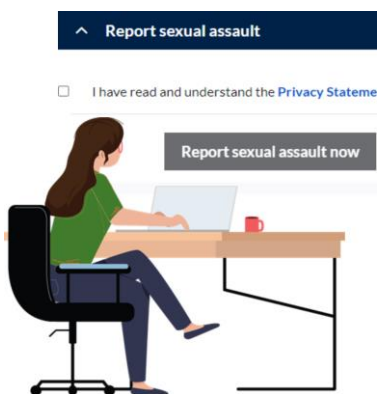 Report sexual assault
I have read and understand the Privacy Stateme
Report sexual assault now